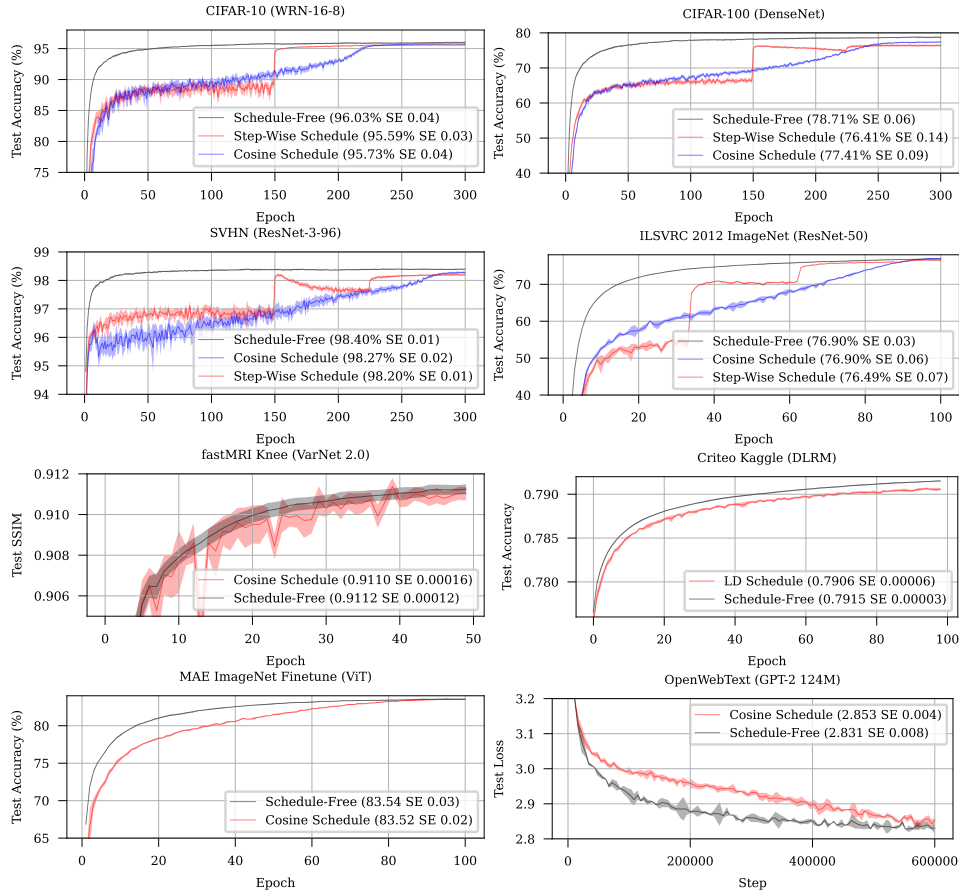 CIFAR-10 (WRN-16-8)
Test Accuracy (%)
95
90
85
80
75
Schedule-Free (96.03% SE 0.04)
Step-Wise Schedule (95.59% SE 0.03)
Cosine Schedule (95.73% SE 0.04)
0 50 100 150 200 250 300
Epoch
CIFAR-100 (DenseNet)
Test Accuracy (%)
80
70
60
50
40
Schedule-Free (78.71% SE 0.06)
Step-Wise Schedule (76.41% SE 0.14)
Cosine Schedule (77.41% SE 0.09)
0 50 100 150 200 250 300
Epoch
SVHN (ResNet-3-96)
Test Accuracy (%)
99
98
97
96
95
94
Schedule-Free (98.40% SE 0.01)
Cosine Schedule (98.27% SE 0.02)
Step-Wise Schedule (98.20% SE 0.01)
0 50 100 150 200 250 300
Epoch
ILSVRC 2012 ImageNet (ResNet-50)
Test Accuracy (%)
70
60
50
40
Schedule-Free (76.90% SE 0.03)
Cosine Schedule (76.90% SE 0.06)
Step-Wise Schedule (76.49% SE 0.07)
0 20 40 60 80 100
Epoch
fastMRI Knee (VarNet 2.0)
Test SSIM
0.912
0.910
0.908
0.906
Cosine Schedule (0.9110 SE 0.00016)
Schedule-Free (0.9112 SE 0.00012)
0 10 20 30 40 50
Epoch
Criteo Kaggle (DLRM)
Test Accuracy
0.790
0.785
0.780
LD Schedule (0.7906 SE 0.00006)
Schedule-Free (0.7915 SE 0.00003)
0 20 40 60 80 100
Epoch
MAE ImageNet Finetune (ViT)
Test Accuracy (%)
80
75
70
65
Schedule-Free (83.54 SE 0.03)
Cosine Schedule (83.52 SE 0.02)
0 20 40 60 80 100
Epoch
OpenWebText (GPT-2 124M)
Test Loss
3.2
3.1
3.0
2.9
2.8
Cosine Schedule (2.853 SE 0.004)
Schedule-Free (2.831 SE 0.008)
0 200000 400000 600000
Step